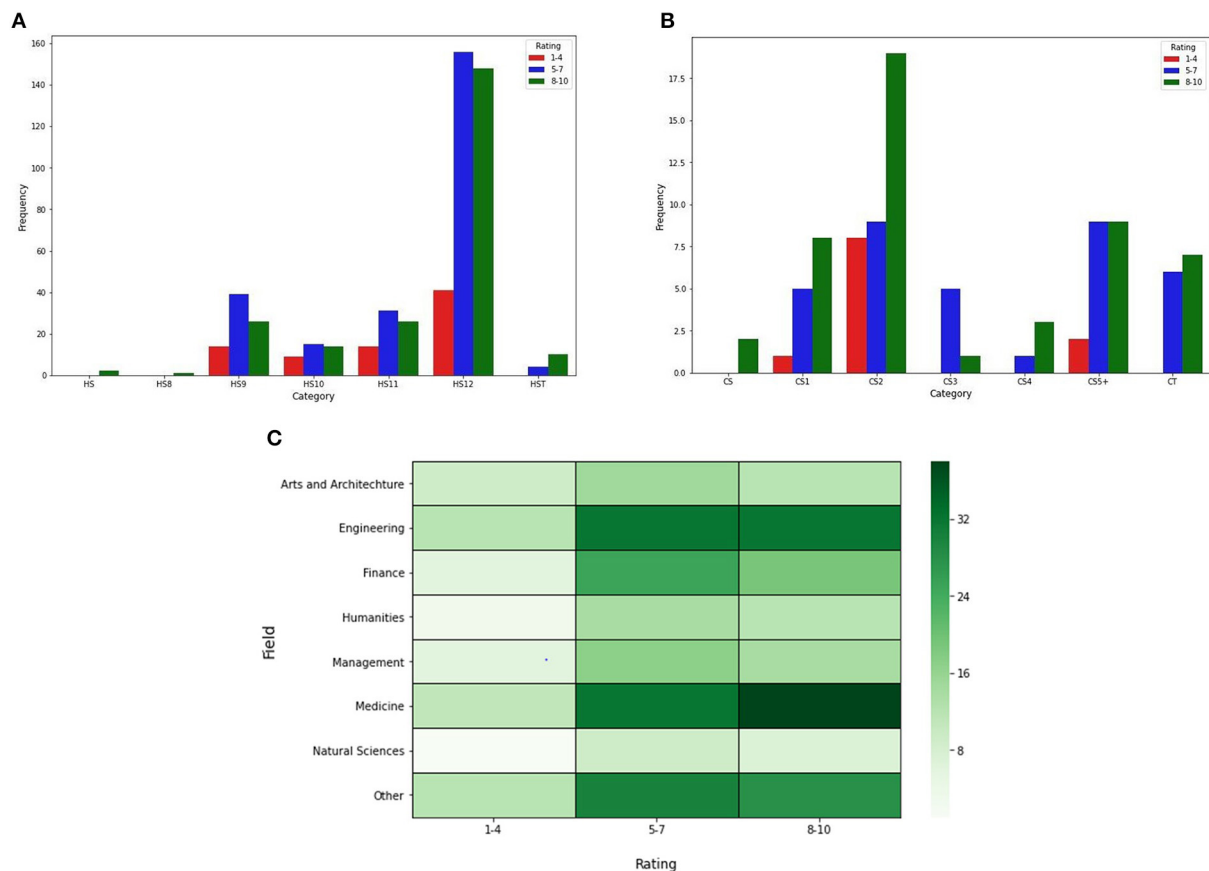 A
Rating
1-4
5-7
8-10
160
140
120
100
80
60
40
20
0
Frequency
HS
HS8
HS9
HS10
HS11
HS12
HST
Category
B
Rating
1-4
5-7
8-10
17.5
15.0
12.5
10.0
7.5
5.0
2.5
0.0
Frequency
CS
CS1
CS2
CS3
CS4
CS5+
CT
Category
C
Field
Arts and Architechture
Engineering
Finance
Humanities
Management
Medicine
Natural Sciences
Other
1-4
5-7
8-10
Rating
32
24
16
8